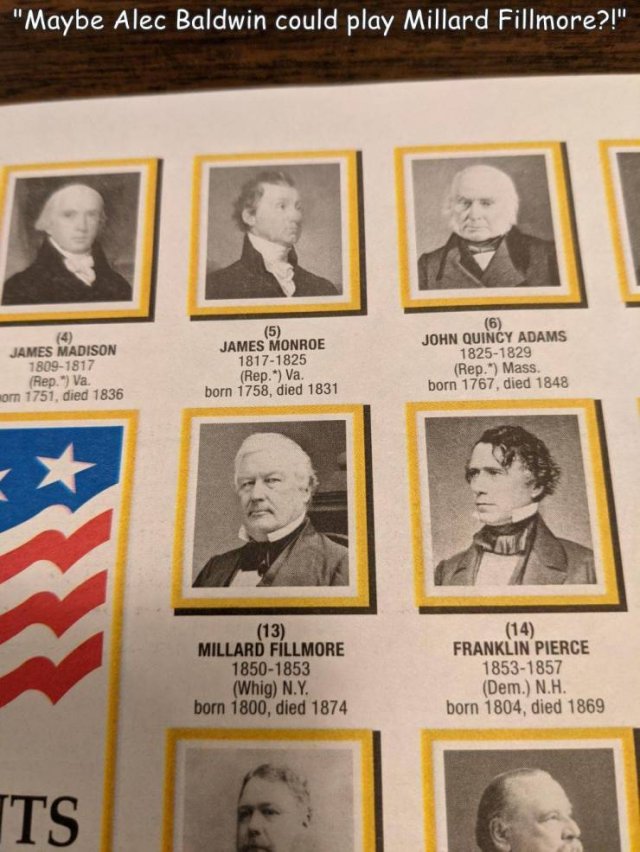 "Maybe Alec Baldwin could play Millard Fillmore?!"
(4)
JAMES MADISON
1809-1817
(Rep.*) Va.
orn 1751, died 1836
(5)
JAMES MONROE
1817-1825
(Rep.*) Va.
born 1758, died 1831
(6)
JOHN QUINCY ADAMS
1825-1829
(Rep.*) Mass.
born 1767, died 1848
(13)
MILLARD FILLMORE
1850-1853
(Whig) N.Y.
born 1800, died 1874
(14)
FRANKLIN PIERCE
1853-1857
(Dem.) N.H.
born 1804, died 1869
NTS